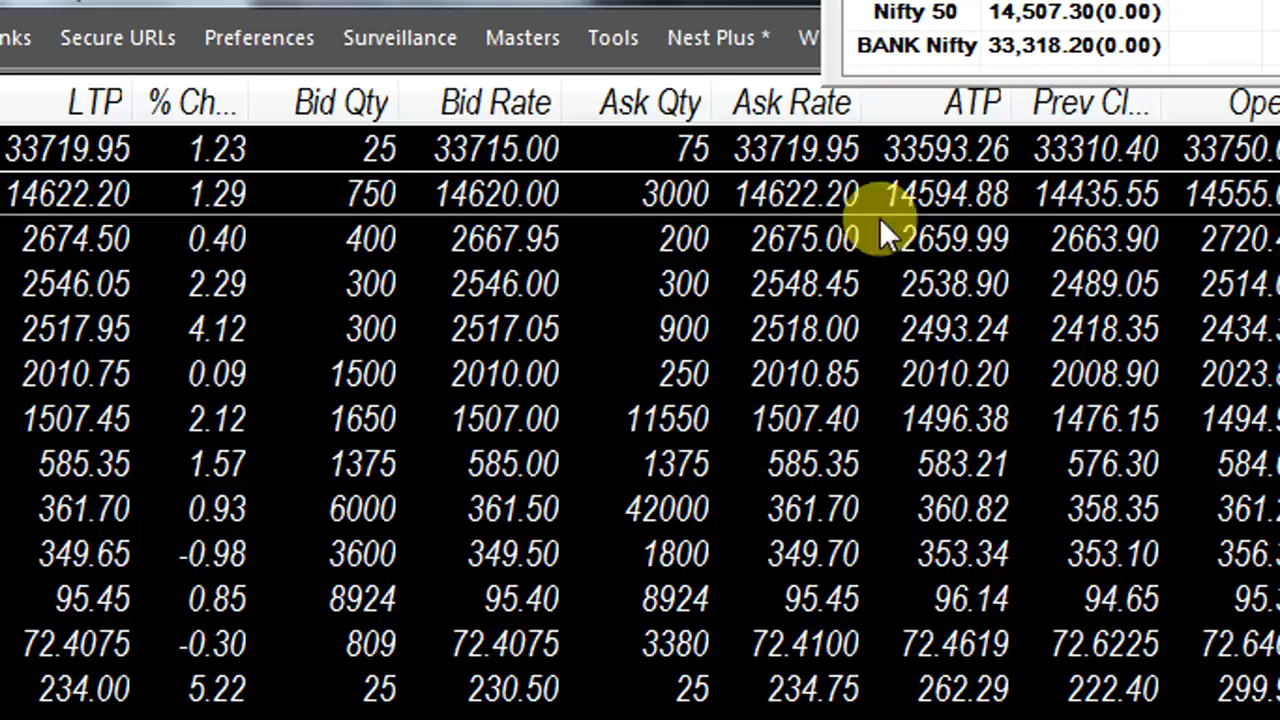 Nifty 50 14,507.30(0.00)
BANK Nifty 33,318.20(0.00)
nks Secure URLs Preferences Surveillance Masters Tools Nest Plus * W
LTP % Ch... Bid Qty Bid Rate Ask Qty Ask Rate ATP Prev Cl... Ope
33719.95 1.23 25 33715.00 75 33719.95 33593.26 33310.40 33750.
14622.20 1.29 750 14620.00 3000 14622.20 14594.88 14435.55 14555.
2674.50 0.40 400 2667.95 200 2675.00 2659.99 2663.90 2720.
2546.05 2.29 300 2546.00 300 2548.45 2538.90 2489.05 2514.
2517.95 4.12 300 2517.05 900 2518.00 2493.24 2418.35 2434.
2010.75 0.09 1500 2010.00 250 2010.85 2010.20 2008.90 2023.
1507.45 2.12 1650 1507.00 11550 1507.40 1496.38 1476.15 1494.
585.35 1.57 1375 585.00 1375 585.35 583.21 576.30 584.
361.70 0.93 6000 361.50 42000 361.70 360.82 358.35 361.
349.65 -0.98 3600 349.50 1800 349.70 353.34 353.10 356.
95.45 0.85 8924 95.40 8924 95.45 96.14 94.65 95.
72.4075 -0.30 809 72.4075 3380 72.4100 72.4619 72.6225 72.64
234.00 5.22 25 230.50 25 234.75 262.29 222.40 299.